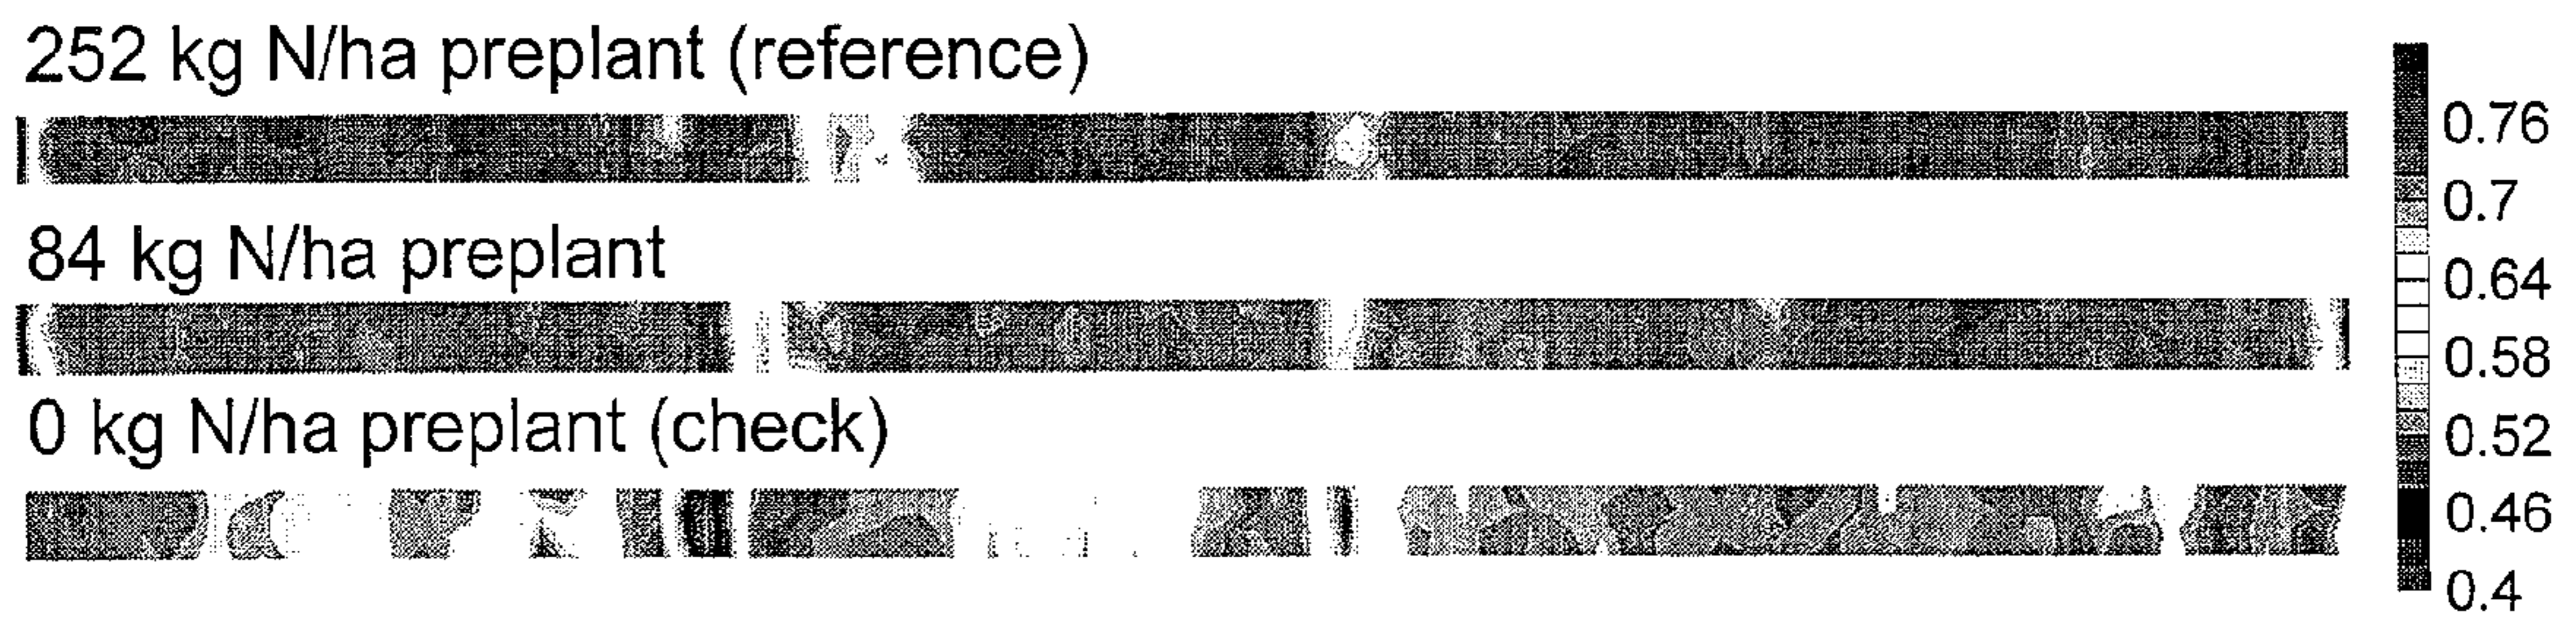 252 kg N/ha preplant (reference)
84 kg N/ha preplant
0 kg N/ha preplant (check)
0.76
0.7
0.64
0.58
0.52
0.46
0.4